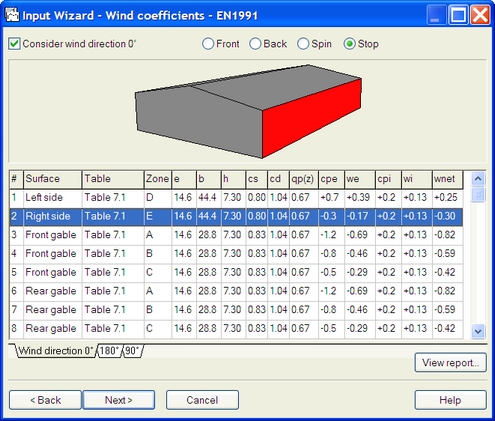 Input Wizard - Wind coefficients - EN1991
Consider wind direction 0° Front Back Spin Stop
# Surface Table Zone e b h cs cd qp(z) cpe we cpi wi wnet
1 Left side Table 7.1 D 14.6 44.4 7.30 0.80 1.04 0.67 +0.7 +0.39 +0.2 +0.13 +0.25
2 Right side Table 7.1 E 14.6 44.4 7.30 0.80 1.04 0.67 -0.3 -0.17 +0.2 +0.13 -0.30
3 Front gable Table 7.1 A 14.6 28.8 7.30 0.83 1.04 0.67 -1.2 -0.69 +0.2 +0.13 -0.82
4 Front gable Table 7.1 B 14.6 28.8 7.30 0.83 1.04 0.67 -0.8 -0.46 +0.2 +0.13 -0.59
5 Front gable Table 7.1 C 14.6 28.8 7.30 0.83 1.04 0.67 -0.5 -0.29 +0.2 +0.13 -0.42
6 Rear gable Table 7.1 A 14.6 28.8 7.30 0.83 1.04 0.67 -1.2 -0.69 +0.2 +0.13 -0.82
7 Rear gable Table 7.1 B 14.6 28.8 7.30 0.83 1.04 0.67 -0.8 -0.46 +0.2 +0.13 -0.59
8 Rear gable Table 7.1 C 14.6 28.8 7.30 0.83 1.04 0.67 -0.5 -0.29 +0.2 +0.13 -0.42
Wind direction 0° 180° 90°
View report...
< Back Next > Cancel Help